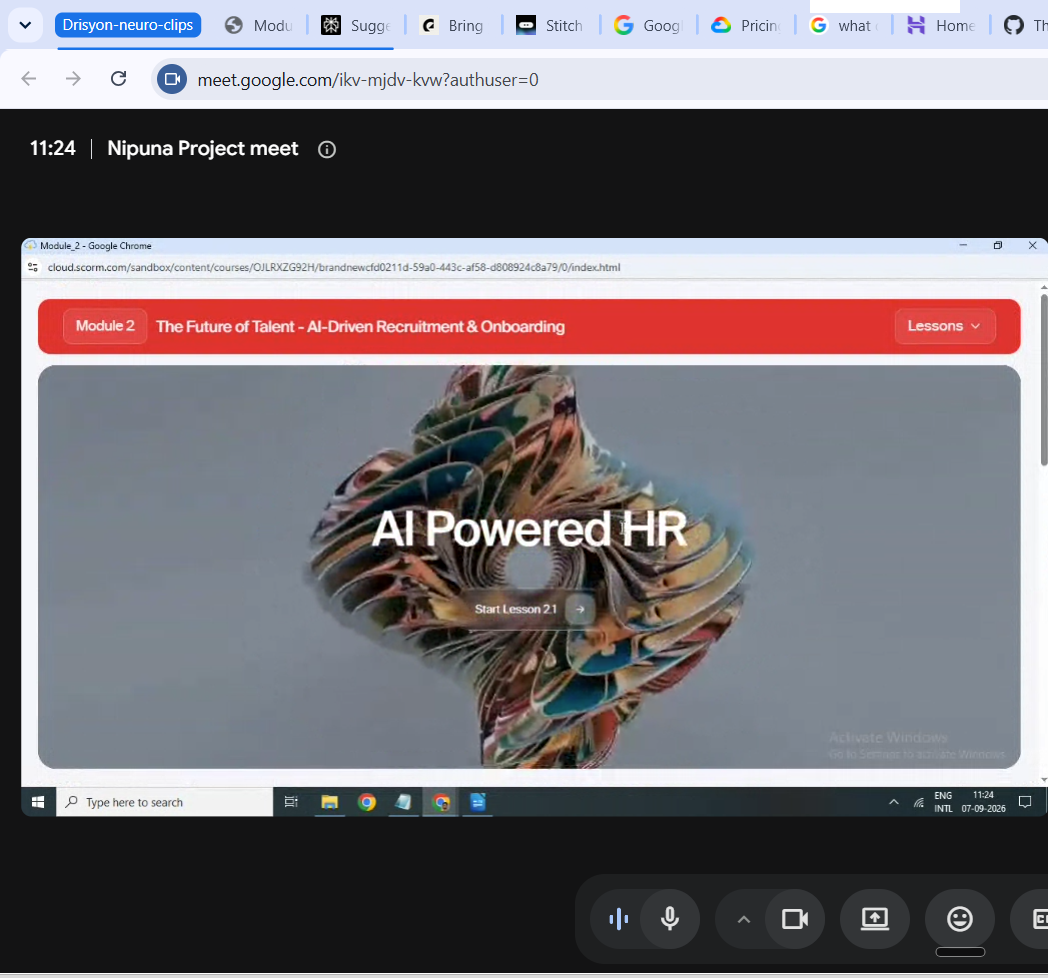 Drisyon-neuro-clips
Modu
Sugge
Bring
Stitch
Goog
Pricin
what
Home
Th
meet.google.com/ikv-mjdv-kvw?authuser=0
11:24
Nipuna Project meet
Module_2 - Google Chrome
cloud.scorm.com/sandbox/content/courses/OJLRXZG92H/brandnewcfd0211d-59a0-443c-af58-d808924c8a79/0/index.html
Module 2
The Future of Talent - AI-Driven Recruitment & Onboarding
Lessons
AI Powered HR
Start Lesson 2.1
Activate Windows
Go to Settings to activate Windows.
Type here to search
ENG
INTL
11:24
07-09-2026